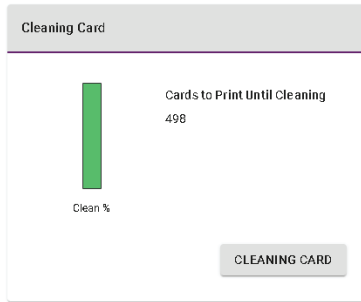 Cleaning Card
Cards to Print Until Cleaning
498
Clean %
CLEANING CARD